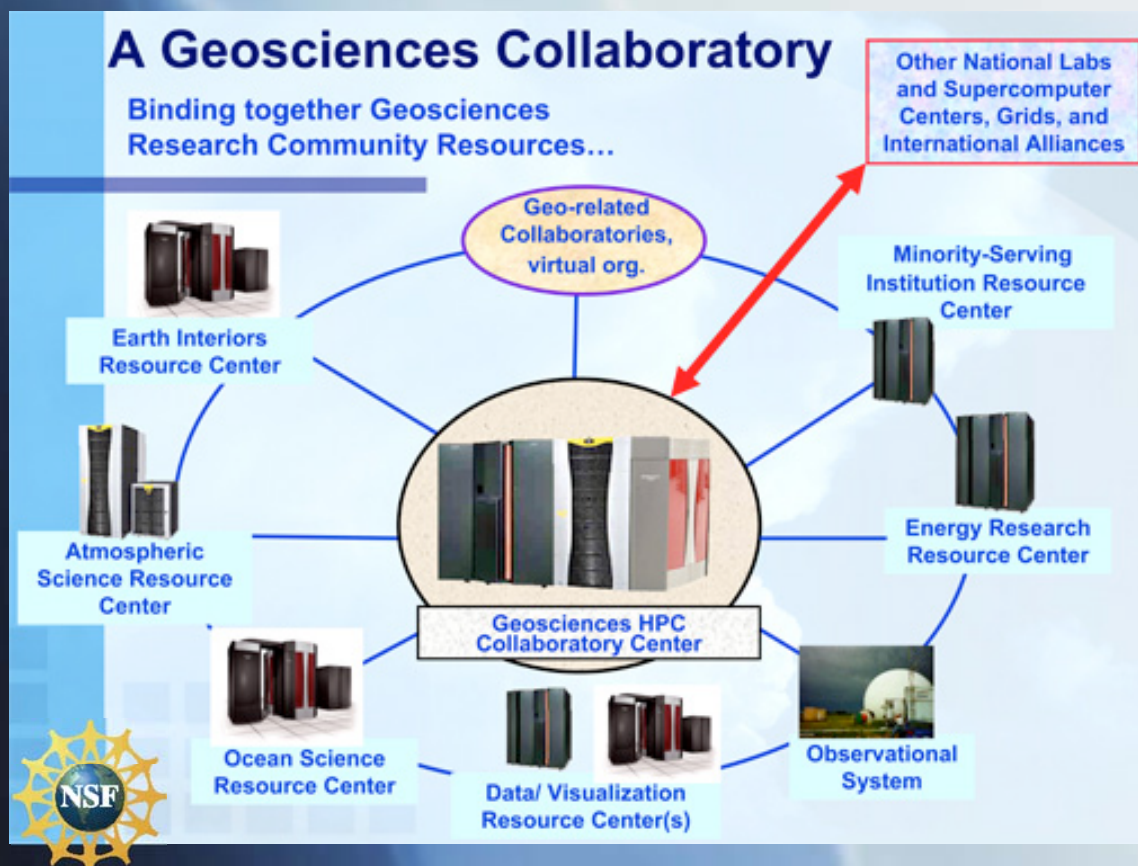 A Geosciences Collaboratory
Binding together Geosciences
Research Community Resources…
Other National Labs
and Supercomputer
Centers, Grids, and
International Alliances
Geo-related
Collaboratories,
virtual org.
Minority-Serving
Institution Resource
Center
Earth Interiors
Resource Center
Atmospheric
Science Resource
Center
Energy Research
Resource Center
Geosciences HPC
Collaboratory Center
Ocean Science
Resource Center
Data/ Visualization
Resource Center(s)
Observational
System
NSF